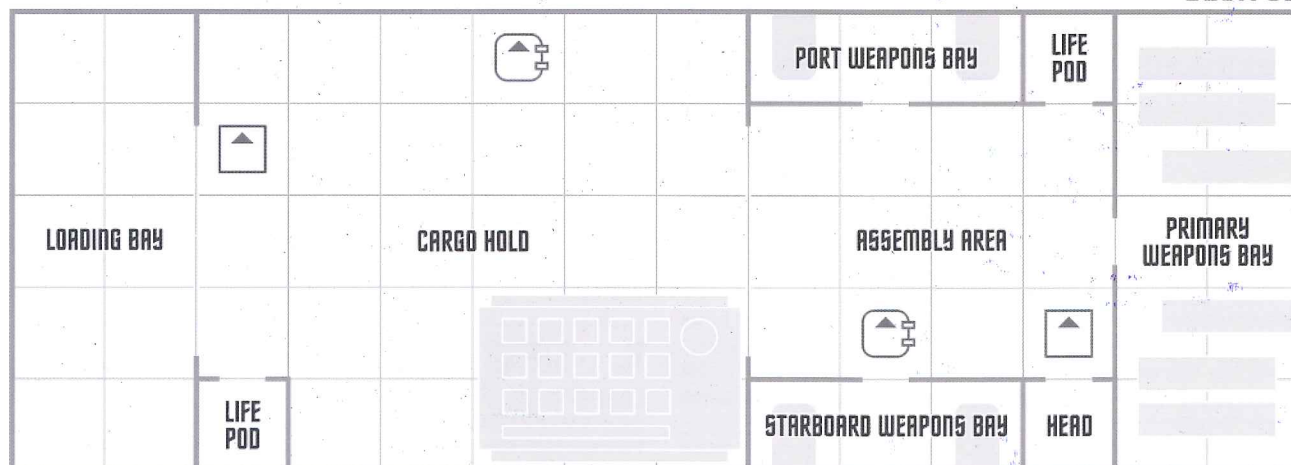 PORT WEAPONS BAY
LIFE
POD
LOADING BAY
CARGO HOLD
ASSEMBLY AREA
PRIMARY
WEAPONS BAY
LIFE
POD
STARBOARD WEAPONS BAY
HEAD